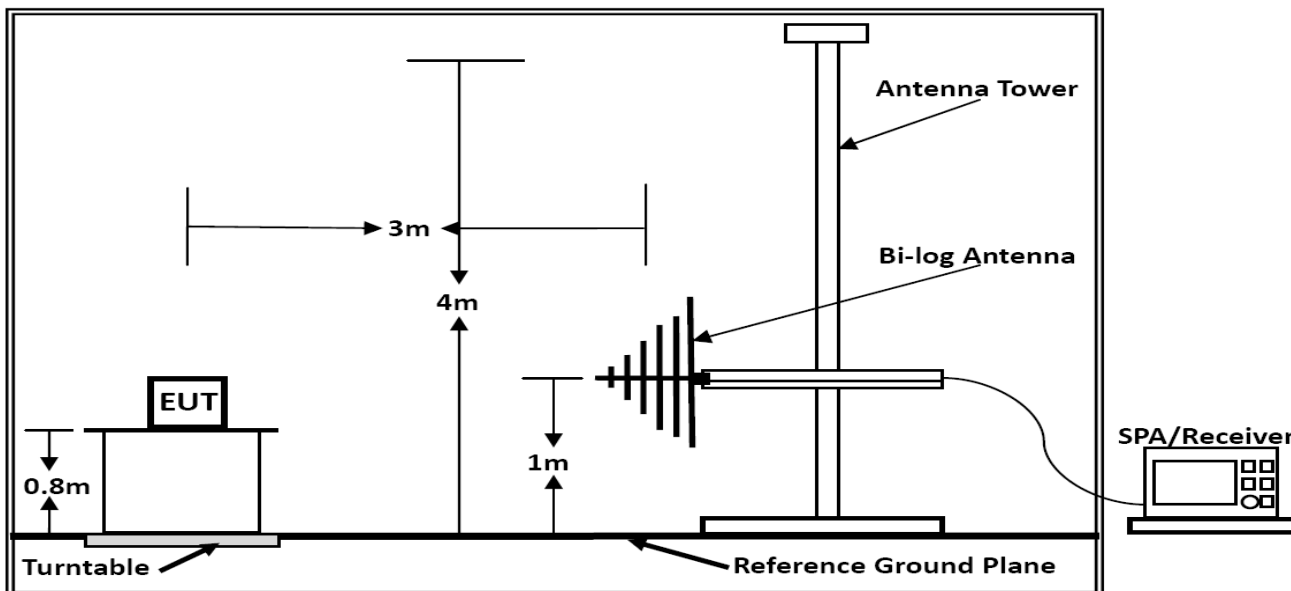 Antenna Tower
3m
Bi-log Antenna
4m
EUT
SPA/Receiver
1m
0.8m
Turntable
Reference Ground Plane